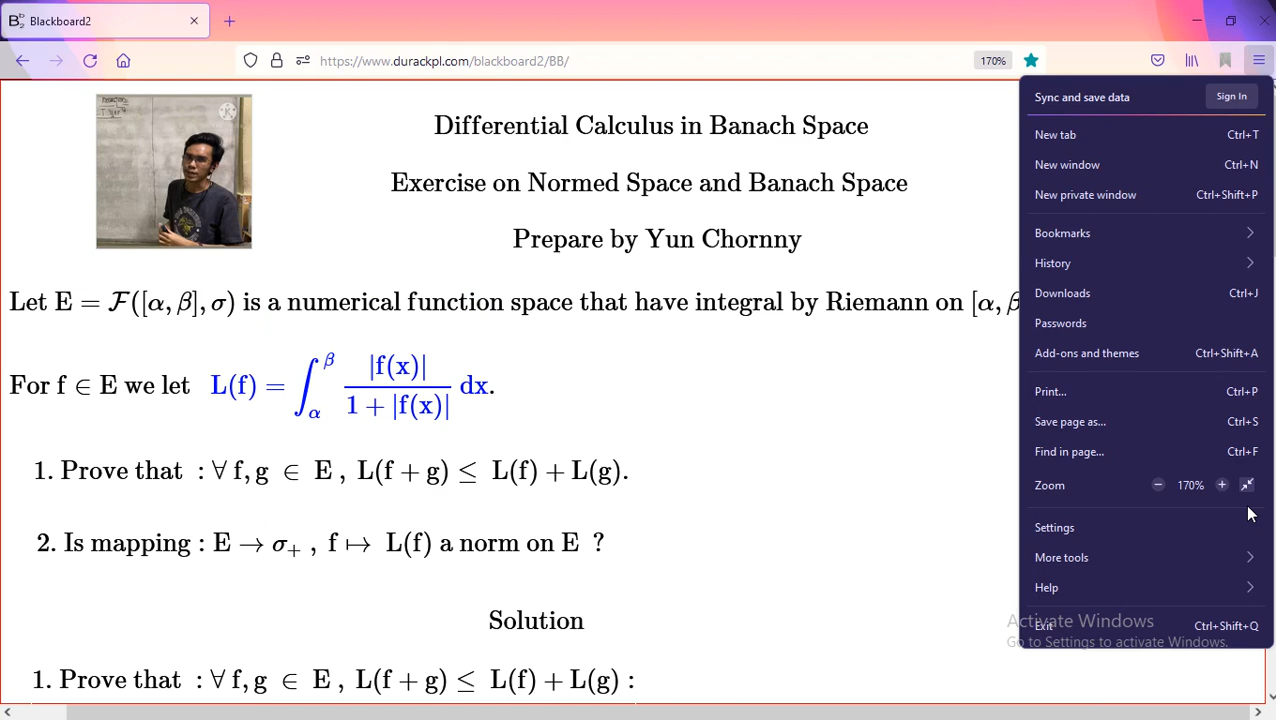 Blackboard2
https://www.durackpl.com/blackboard2/BB/
170%
Differential Calculus in Banach Space
Exercise on Normed Space and Banach Space
Prepare by Yun Chornny
Let E = ℱ([α, β], σ) is a numerical function space that have integral by Riemann on [α, β
For f ∈ E we let L(f) = ∫_α^β |f(x)| / (1 + |f(x)|) dx.
1. Prove that : ∀ f, g ∈ E , L(f + g) ≤ L(f) + L(g).
2. Is mapping : E → σ₊ , f ↦ L(f) a norm on E ?
Solution
1. Prove that : ∀ f, g ∈ E , L(f + g) ≤ L(f) + L(g) :
Sync and save data Sign In
New tab Ctrl+T
New window Ctrl+N
New private window Ctrl+Shift+P
Bookmarks
History
Downloads Ctrl+J
Passwords
Add-ons and themes Ctrl+Shift+A
Print... Ctrl+P
Save page as... Ctrl+S
Find in page... Ctrl+F
Zoom − 170% +
Settings
More tools
Help
Exit Ctrl+Shift+Q
Activate Windows
Go to Settings to activate Windows.